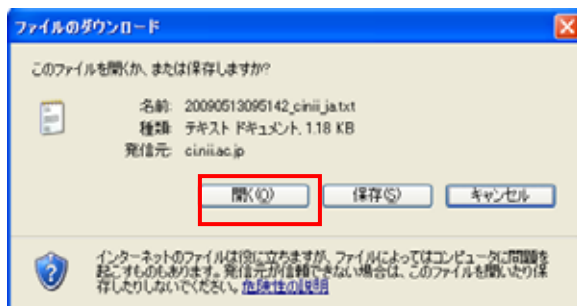 ファイルのダウンロード
このファイルを開くか、または保存しますか?
名前: 20090513095142_cinii_ja.txt
種類: テキスト ドキュメント, 1.18 KB
発信元: cinii.ac.jp
開く(O)
保存(S)
キャンセル
インターネットのファイルは役に立ちますが、ファイルによってはコンピュータに問題を
起こすものもあります。発信元が信頼できない場合は、このファイルを開いたり保
存したりしないでください。危険性の説明